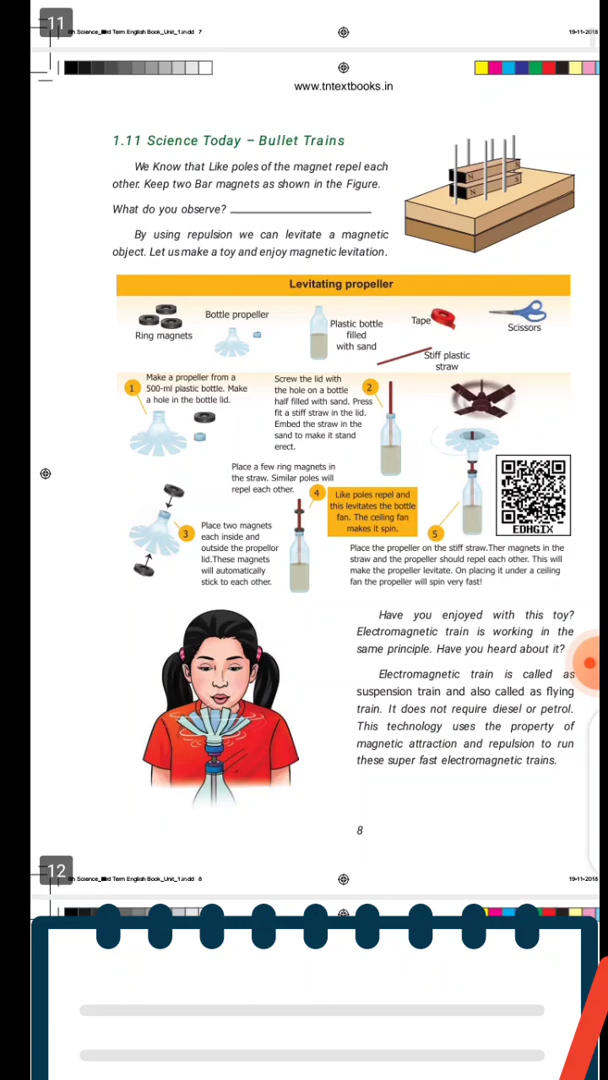 11
Science_IIIrd Term English Book_Unit_1.indd 7
19-11-2018
www.tntextbooks.in
1.11 Science Today – Bullet Trains
We Know that Like poles of the magnet repel each
other. Keep two Bar magnets as shown in the Figure.
What do you observe? ____________________
By using repulsion we can levitate a magnetic
object. Let us make a toy and enjoy magnetic levitation.
Levitating propeller
Ring magnets
Bottle propeller
Plastic bottle
filled
with sand
Tape
Stiff plastic
straw
Scissors
1
Make a propeller from a
500-ml plastic bottle. Make
a hole in the bottle lid.
2
Screw the lid with
the hole on a bottle
half filled with sand. Press
fit a stiff straw in the lid.
Embed the straw in the
sand to make it stand
erect.
3
Place two magnets
each inside and
outside the propellor
lid.These magnets
will automatically
stick to each other.
Place a few ring magnets in
the straw. Similar poles will
repel each other.
4
Like poles repel and
this levitates the bottle
fan. The ceiling fan
makes it spin.
5
EDHGIX
Place the propeller on the stiff straw.Ther magnets in the
straw and the propeller should repel each other. This will
make the propeller levitate. On placing it under a ceiling
fan the propeller will spin very fast!
Have you enjoyed with this toy?
Electromagnetic train is working in the
same principle. Have you heard about it?
Electromagnetic train is called as
suspension train and also called as flying
train. It does not require diesel or petrol.
This technology uses the property of
magnetic attraction and repulsion to run
these super fast electromagnetic trains.
8
12
Science_IIIrd Term English Book_Unit_1.indd 8
19-11-2018